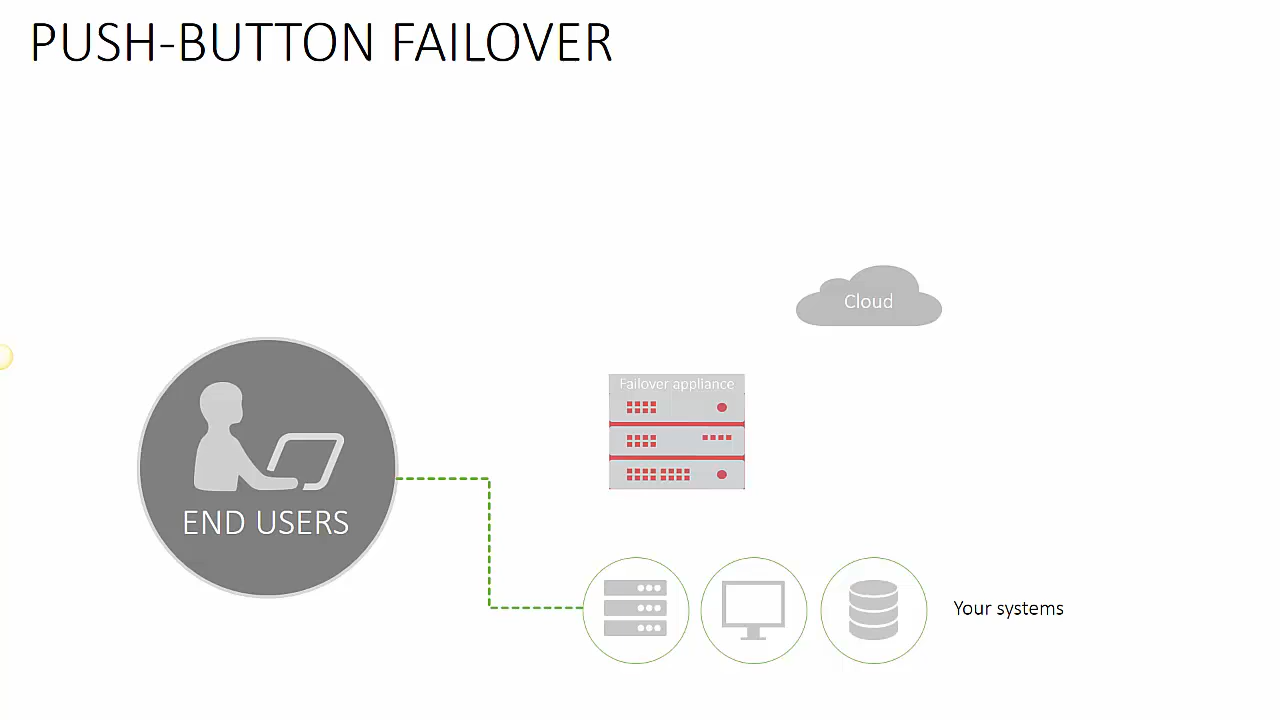 PUSH-BUTTON FAILOVER
Cloud
Failover appliance
END USERS
Your systems